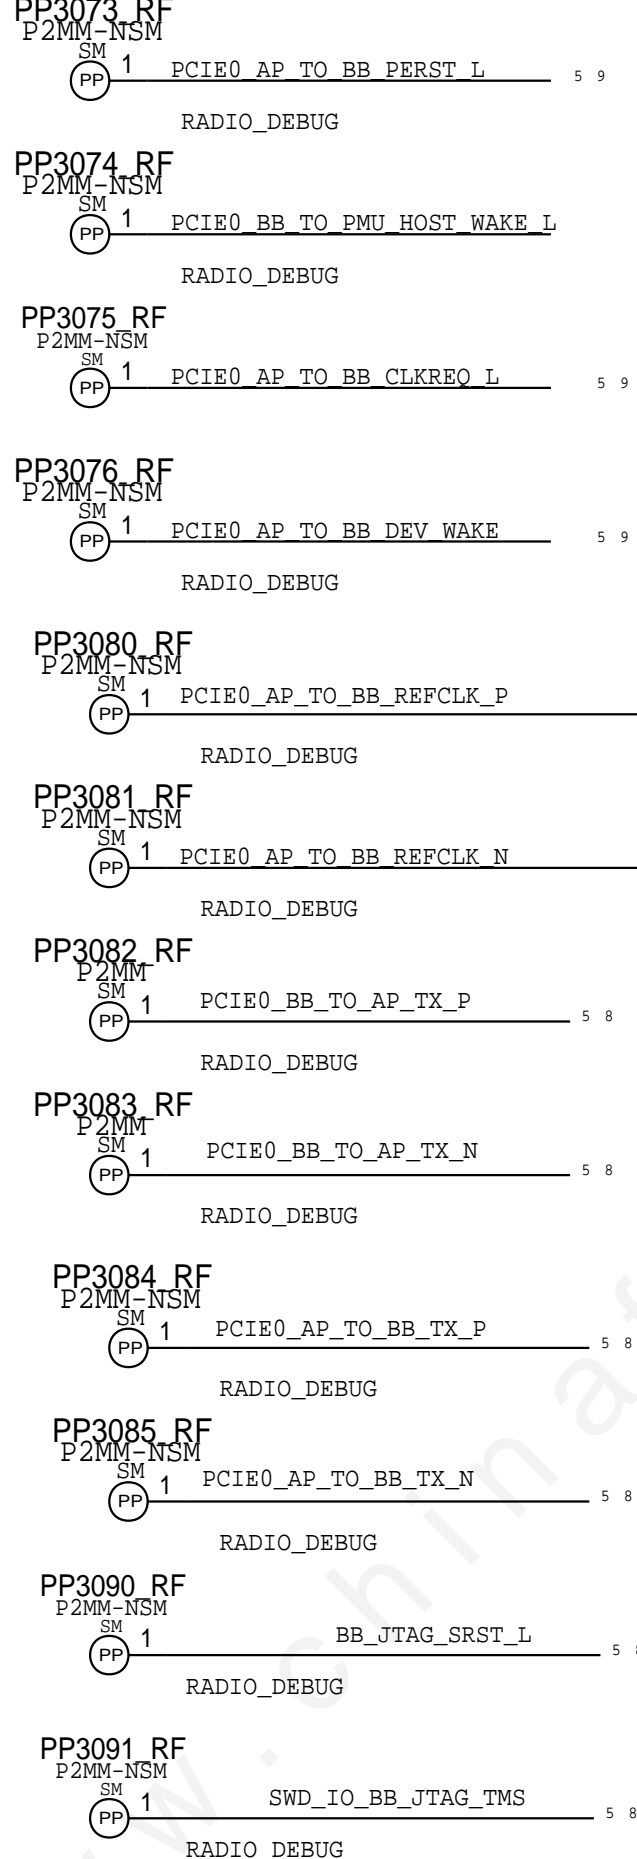 PP3073_RF
P2MM-NSM
SM
PP 1 PCIE0_AP_TO_BB_PERST_L 5 9
RADIO_DEBUG
PP3074_RF
P2MM-NSM
SM
PP 1 PCIE0_BB_TO_PMU_HOST_WAKE_L
RADIO_DEBUG
PP3075_RF
P2MM-NSM
SM
PP 1 PCIE0_AP_TO_BB_CLKREQ_L 5 9
PP3076_RF
P2MM-NSM
SM
PP 1 PCIE0_AP_TO_BB_DEV_WAKE 5 9
RADIO_DEBUG
PP3080_RF
P2MM-NSM
SM
PP 1 PCIE0_AP_TO_BB_REFCLK_P
RADIO_DEBUG
PP3081_RF
P2MM-NSM
SM
PP 1 PCIE0_AP_TO_BB_REFCLK_N
RADIO_DEBUG
PP3082_RF
P2MM
SM
PP 1 PCIE0_BB_TO_AP_TX_P 5 8
RADIO_DEBUG
PP3083_RF
P2MM
SM
PP 1 PCIE0_BB_TO_AP_TX_N 5 8
RADIO_DEBUG
PP3084_RF
P2MM-NSM
SM
PP 1 PCIE0_AP_TO_BB_TX_P 5 8
RADIO_DEBUG
PP3085_RF
P2MM-NSM
SM
PP 1 PCIE0_AP_TO_BB_TX_N 5 8
RADIO_DEBUG
PP3090_RF
P2MM-NSM
SM
PP 1 BB_JTAG_SRST_L 5 8
RADIO_DEBUG
PP3091_RF
P2MM-NSM
SM
PP 1 SWD_IO_BB_JTAG_TMS 5 8
RADIO_DEBUG